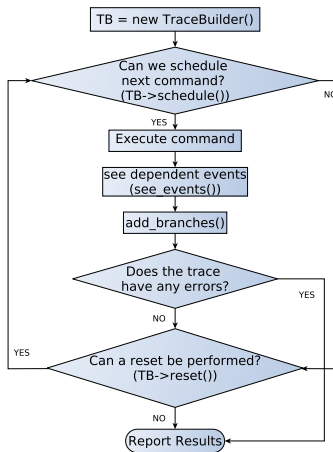 TB = new TraceBuilder()
Can we schedule
next command?
(TB->schedule())
NO
YES
Execute command
see dependent events
(see_events())
add_branches()
Does the trace
have any errors?
YES
NO
Can a reset be performed?
(TB->reset())
YES
NO
Report Results